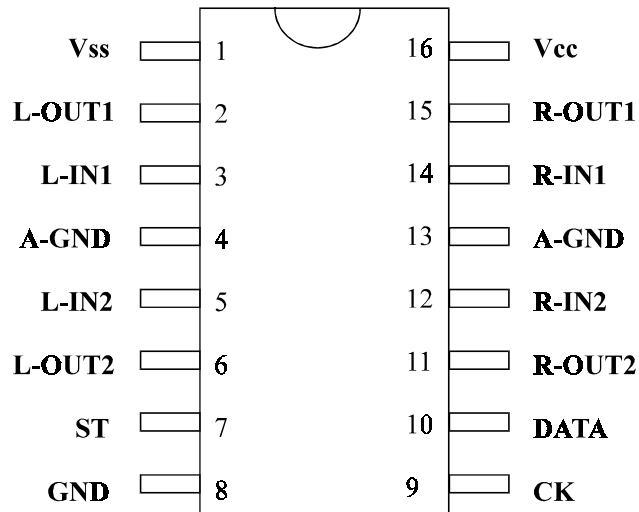 Vss 1 16 Vcc
L-OUT1 2 15 R-OUT1
L-IN1 3 14 R-IN1
A-GND 4 13 A-GND
L-IN2 5 12 R-IN2
L-OUT2 6 11 R-OUT2
ST 7 10 DATA
GND 8 9 CK